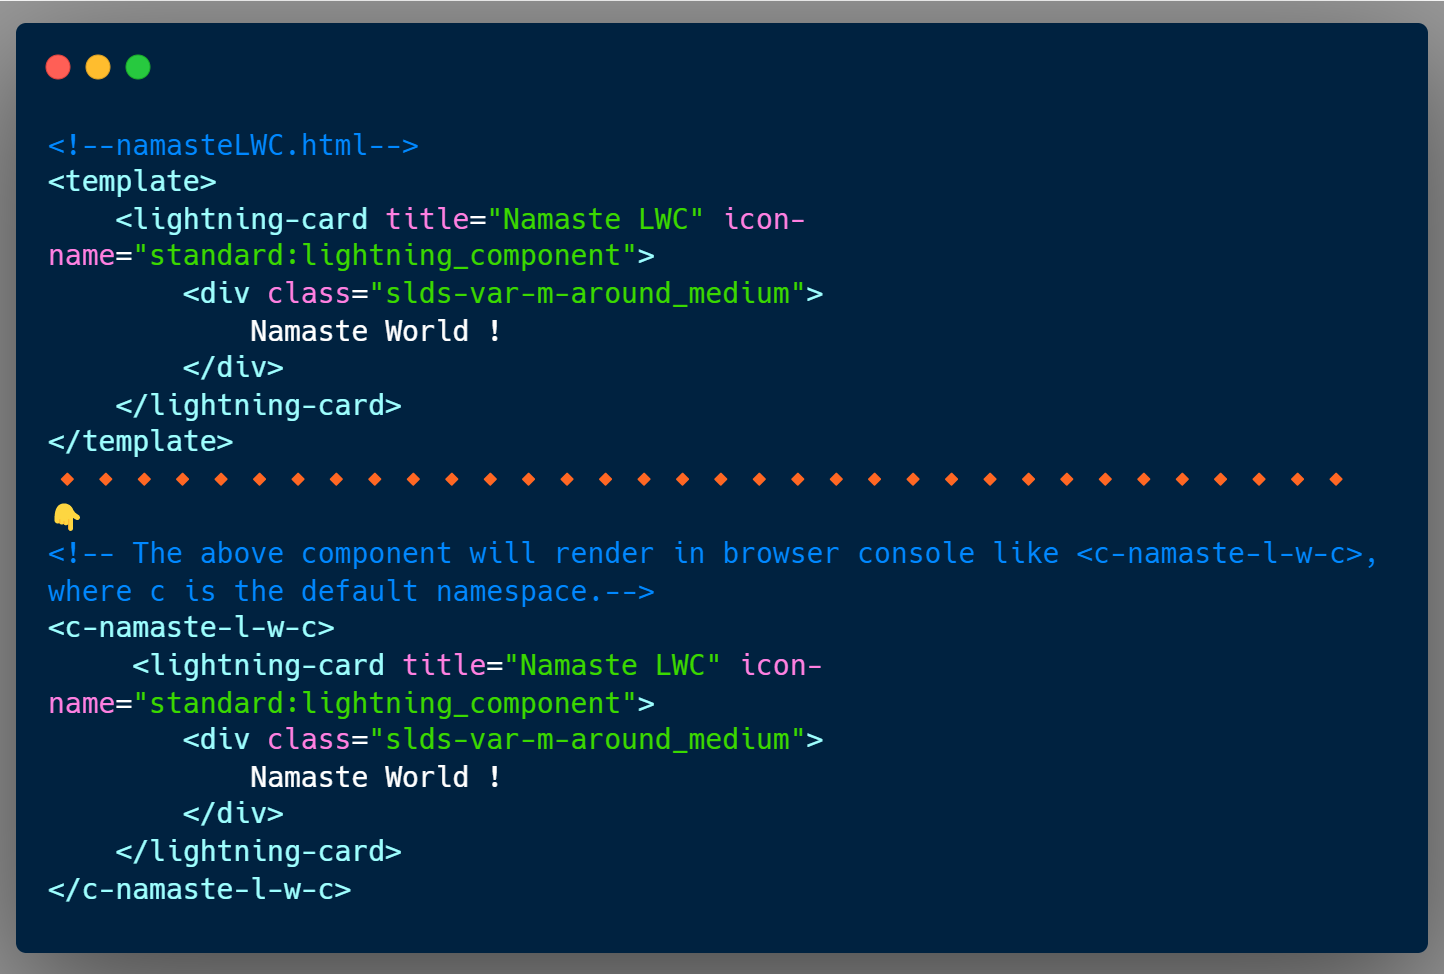 <!--namasteLWC.html-->
<template>
    <lightning-card title="Namaste LWC" icon-
name="standard:lightning_component">
        <div class="slds-var-m-around_medium">
            Namaste World !
        </div>
    </lightning-card>
</template>
🔸🔸🔸🔸🔸🔸🔸🔸🔸🔸🔸🔸🔸🔸🔸🔸🔸🔸🔸🔸🔸🔸🔸🔸🔸🔸🔸🔸🔸🔸🔸🔸🔸🔸
👇
<!-- The above component will render in browser console like <c-namaste-l-w-c>,
where c is the default namespace.-->
<c-namaste-l-w-c>
     <lightning-card title="Namaste LWC" icon-
name="standard:lightning_component">
        <div class="slds-var-m-around_medium">
            Namaste World !
        </div>
    </lightning-card>
</c-namaste-l-w-c>